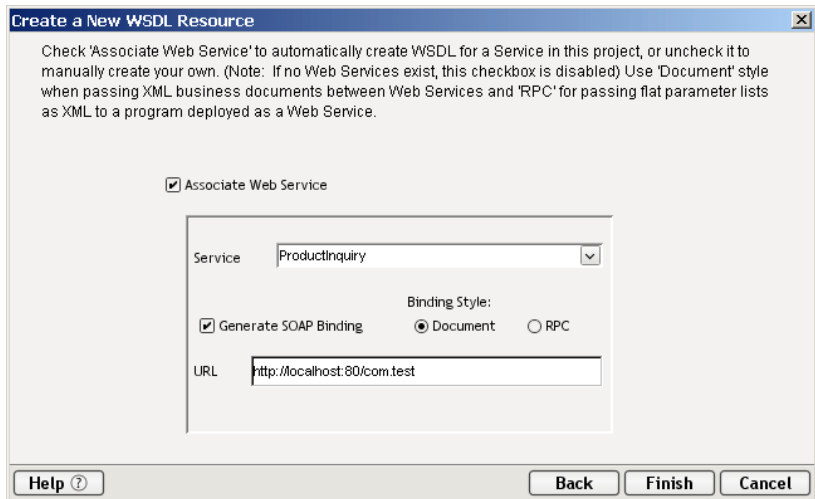 Create a New WSDL Resource
Check 'Associate Web Service' to automatically create WSDL for a Service in this project, or uncheck it to
manually create your own. (Note: If no Web Services exist, this checkbox is disabled) Use 'Document' style
when passing XML business documents between Web Services and 'RPC' for passing flat parameter lists
as XML to a program deployed as a Web Service.
Associate Web Service
Service ProductInquiry
Binding Style:
Generate SOAP Binding Document RPC
URL http://localhost:80/com.test
Help ? Back Finish Cancel